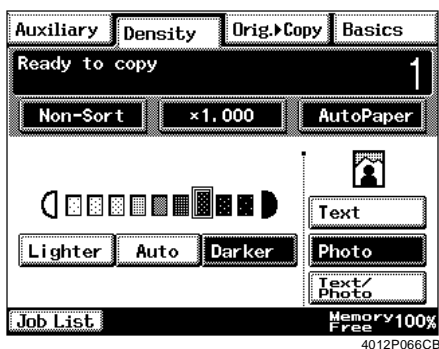 Auxiliary Density Orig.▸Copy Basics
Ready to copy 1
Non-Sort ×1.000 AutoPaper
Text
Lighter Auto Darker Photo
Text/
Photo
Job List Memory
Free 100%
4012P066CB